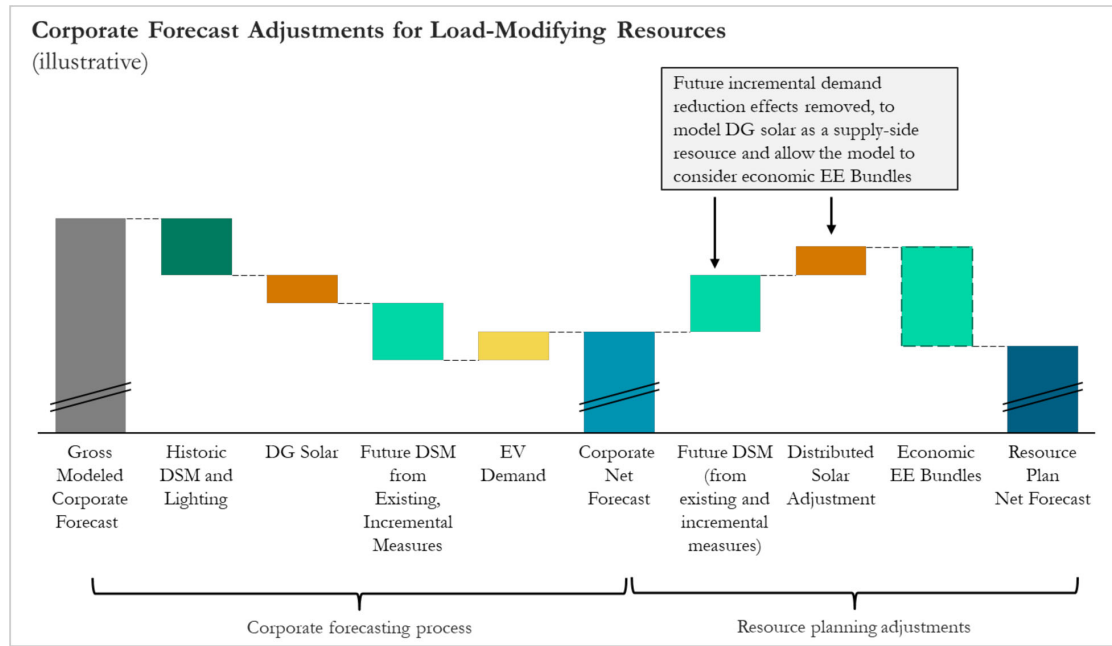 Corporate Forecast Adjustments for Load-Modifying Resources
(illustrative)
Future incremental demand
reduction effects removed, to
model DG solar as a supply-side
resource and allow the model to
consider economic EE Bundles
Gross
Modeled
Corporate
Forecast
Historic
DSM and
Lighting
DG Solar
Future DSM
from
Existing,
Incremental
Measures
EV
Demand
Corporate
Net
Forecast
Future DSM
(from
existing and
incremental
measures)
Distributed
Solar
Adjustment
Economic
EE Bundles
Resource
Plan
Net Forecast
Corporate forecasting process
Resource planning adjustments